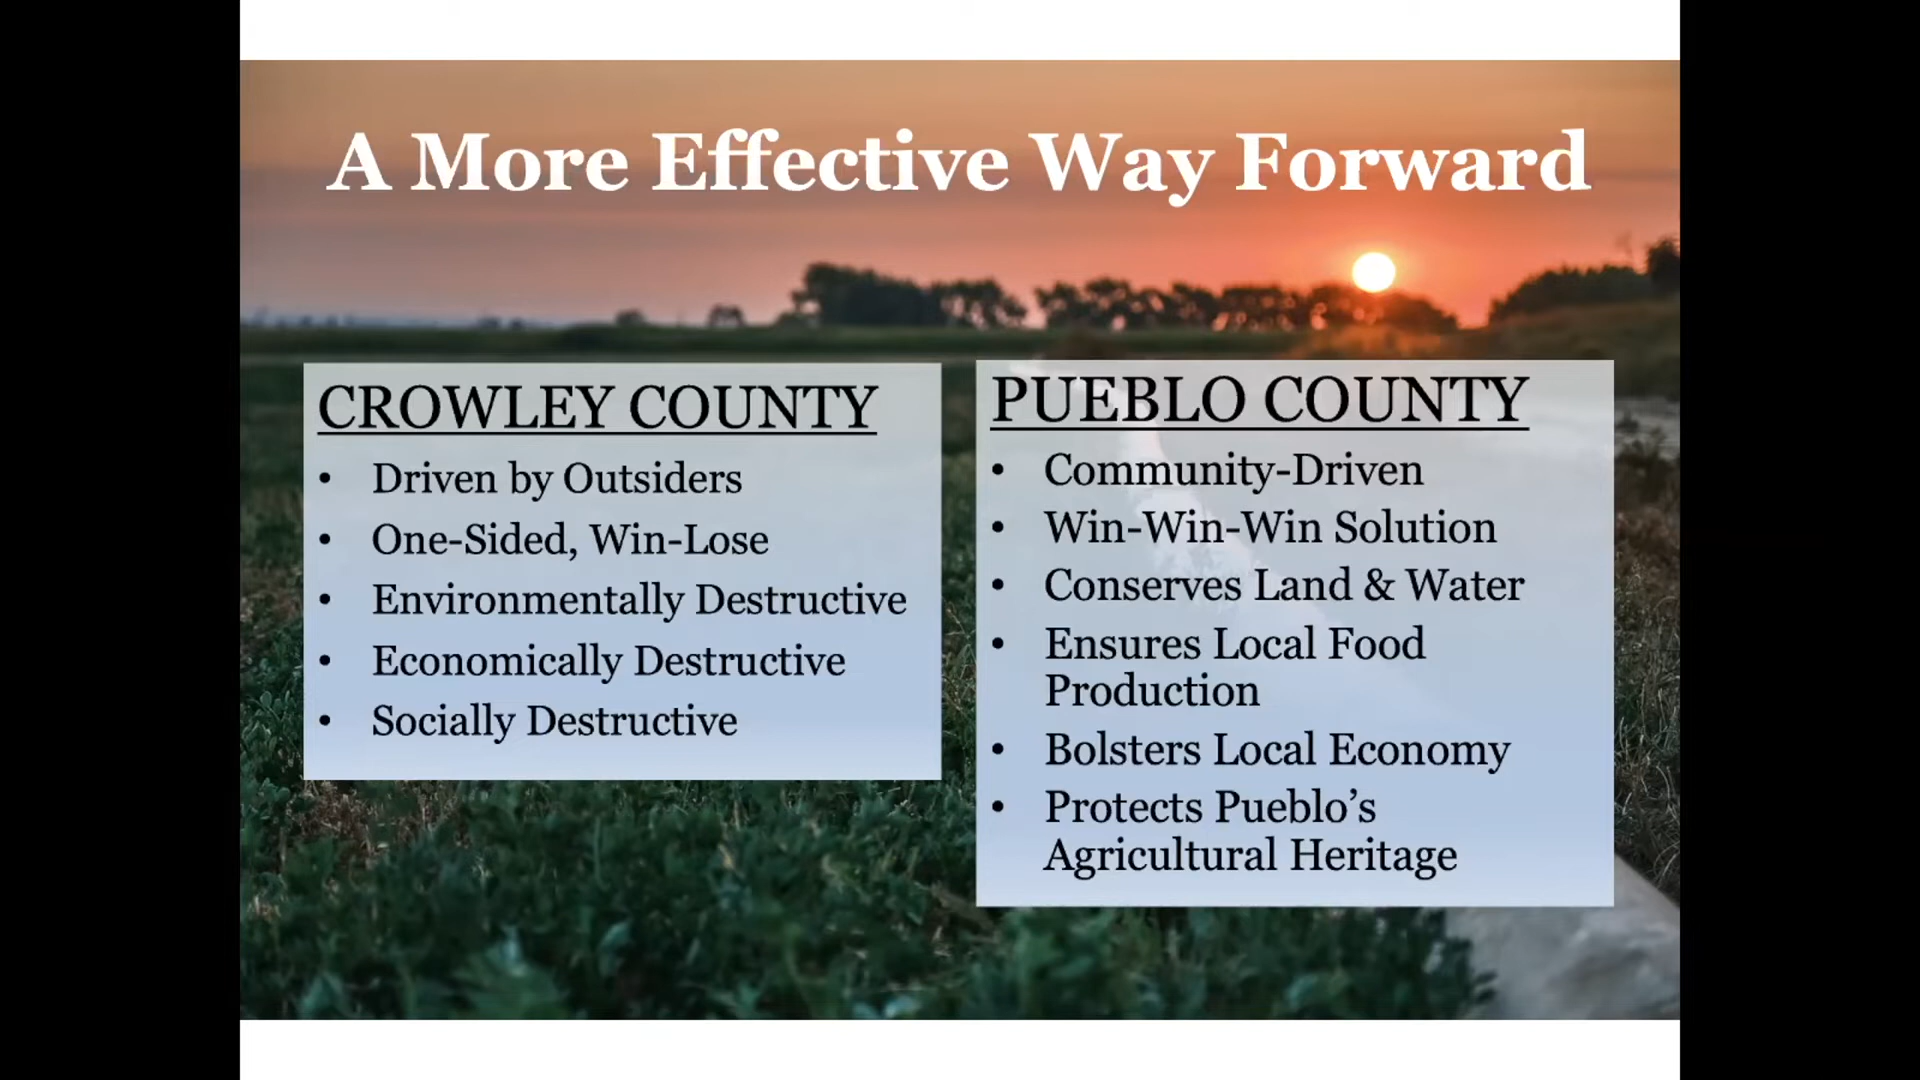 A More Effective Way Forward
CROWLEY COUNTY
• Driven by Outsiders
• One-Sided, Win-Lose
• Environmentally Destructive
• Economically Destructive
• Socially Destructive
PUEBLO COUNTY
• Community-Driven
• Win-Win-Win Solution
• Conserves Land & Water
• Ensures Local Food
Production
• Bolsters Local Economy
• Protects Pueblo’s
Agricultural Heritage